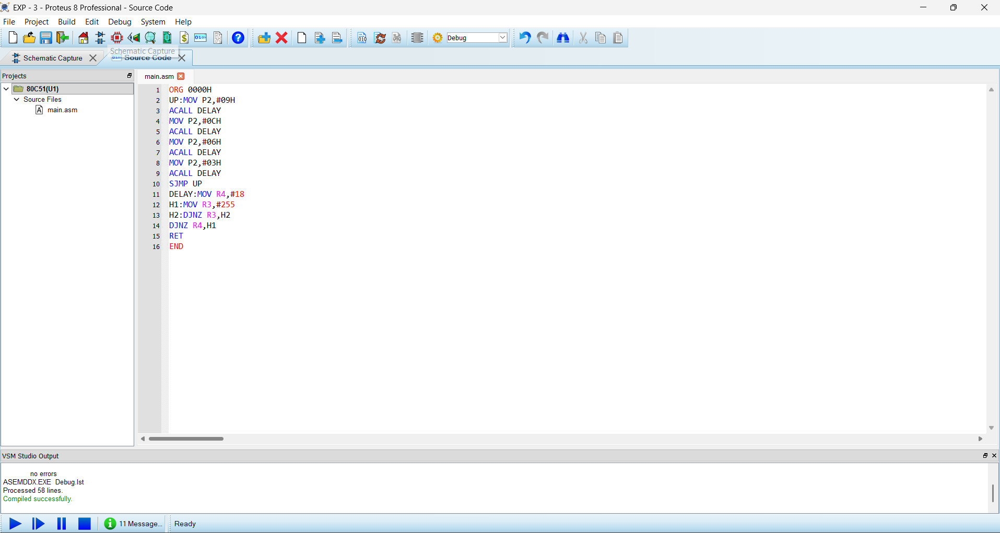 EXP - 3 - Proteus 8 Professional - Source Code
File Project Build Edit Debug System Help
Debug
Schematic Capture
Schematic Capture Source Code
Projects
80C51(U1)
Source Files
main.asm
main.asm
1 ORG 0000H
2 UP:MOV P2,#09H
3 ACALL DELAY
4 MOV P2,#0CH
5 ACALL DELAY
6 MOV P2,#06H
7 ACALL DELAY
8 MOV P2,#03H
9 ACALL DELAY
10 SJMP UP
11 DELAY:MOV R4,#18
12 H1:MOV R3,#255
13 H2:DJNZ R3,H2
14 DJNZ R4,H1
15 RET
16 END
VSM Studio Output
no errors
ASEMDDX.EXE Debug.lst
Processed 58 lines.
Compiled successfully.
11 Message... Ready